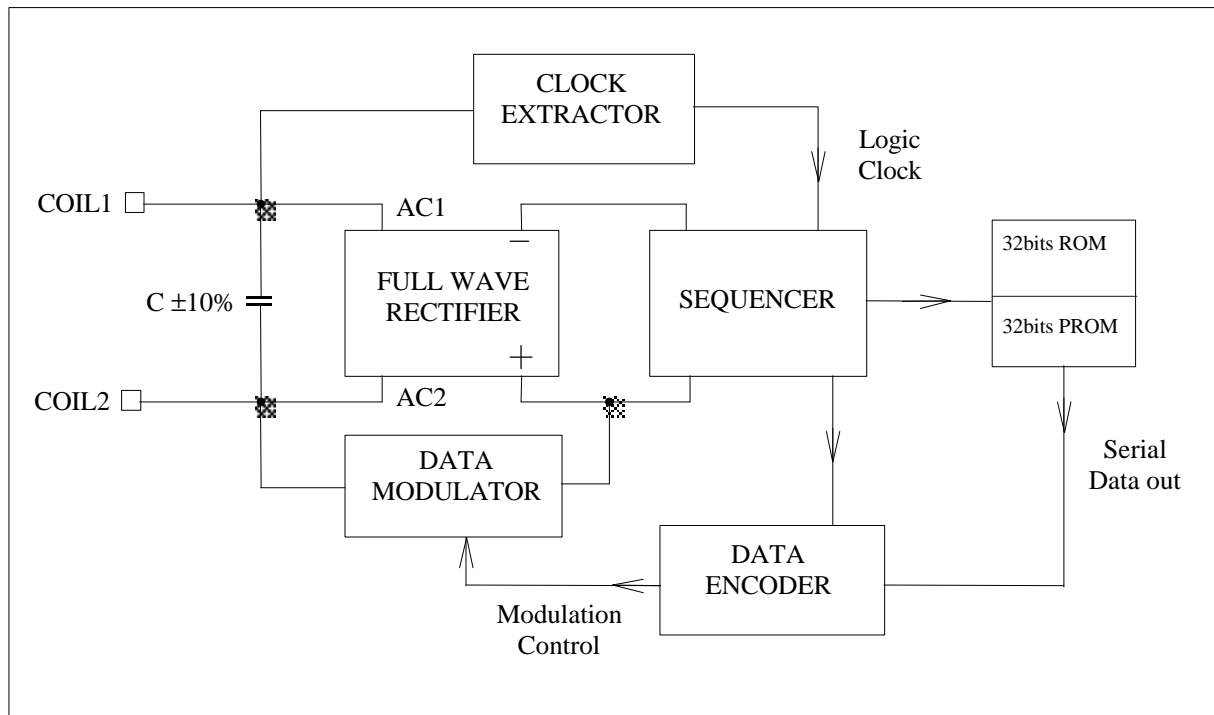 CLOCK
EXTRACTOR
Logic
Clock
COIL1
AC1
−
32bits ROM
C ±10%
FULL WAVE
RECTIFIER
SEQUENCER
32bits PROM
+
COIL2
AC2
DATA
MODULATOR
Serial
Data out
DATA
ENCODER
Modulation
Control